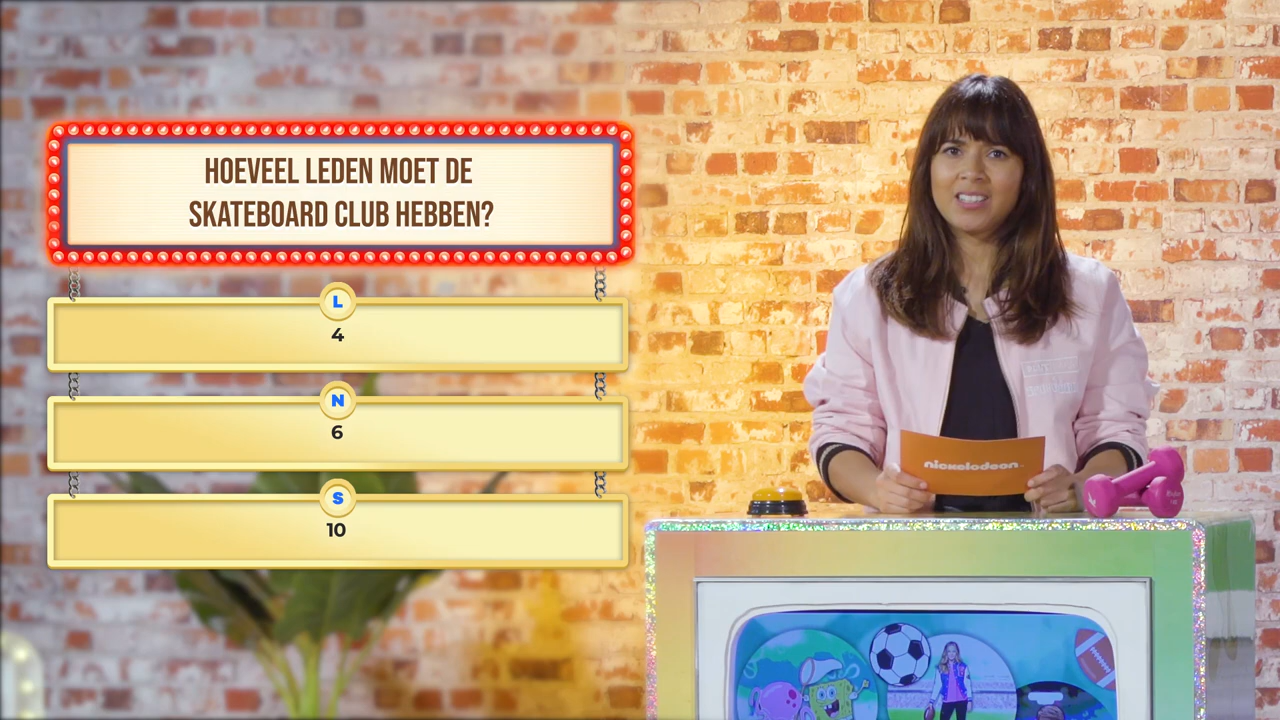 HOEVEEL LEDEN MOET DE
SKATEBOARD CLUB HEBBEN?
L
4
N
6
S
10
nickelodeon